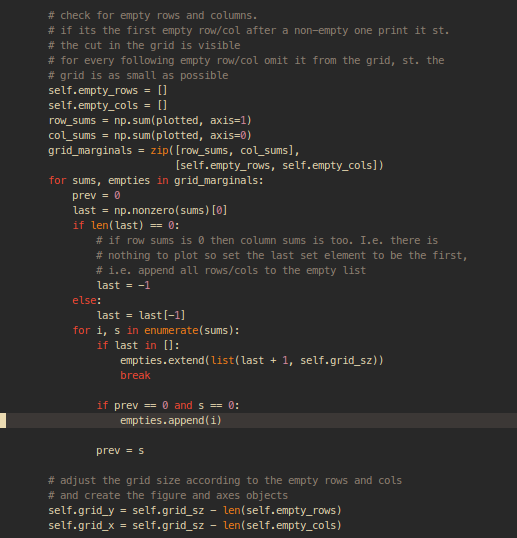 # check for empty rows and columns.
# if its the first empty row/col after a non-empty one print it st.
# the cut in the grid is visible
# for every following empty row/col omit it from the grid, st. the
# grid is as small as possible
self.empty_rows = []
self.empty_cols = []
row_sums = np.sum(plotted, axis=1)
col_sums = np.sum(plotted, axis=0)
grid_marginals = zip([row_sums, col_sums],
[self.empty_rows, self.empty_cols])
for sums, empties in grid_marginals:
prev = 0
last = np.nonzero(sums)[0]
if len(last) == 0:
# if row sums is 0 then column sums is too. I.e. there is
# nothing to plot so set the last set element to be the first,
# i.e. append all rows/cols to the empty list
last = -1
else:
last = last[-1]
for i, s in enumerate(sums):
if last in []:
empties.extend(list(last + 1, self.grid_sz))
break
if prev == 0 and s == 0:
empties.append(i)
prev = s
# adjust the grid size according to the empty rows and cols
# and create the figure and axes objects
self.grid_y = self.grid_sz - len(self.empty_rows)
self.grid_x = self.grid_sz - len(self.empty_cols)